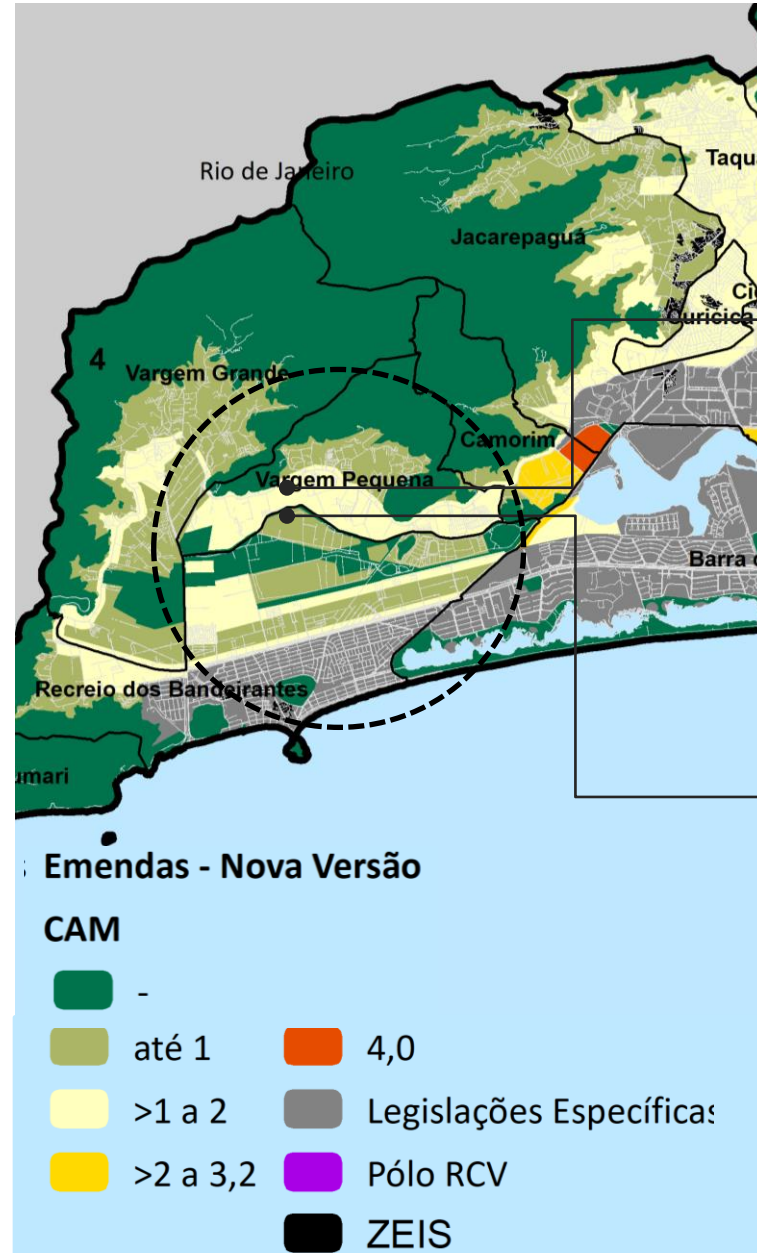 Rio de Janeiro
Taqu
Jacarepaguá
Ci
Curicica
4
Vargem Grande
Camorim
Vargem Pequena
Barra d
Recreio dos Bandeirantes
umari
s Emendas - Nova Versão
CAM
-
até 1
4,0
>1 a 2
Legislações Específicas
>2 a 3,2
Pólo RCV
ZEIS